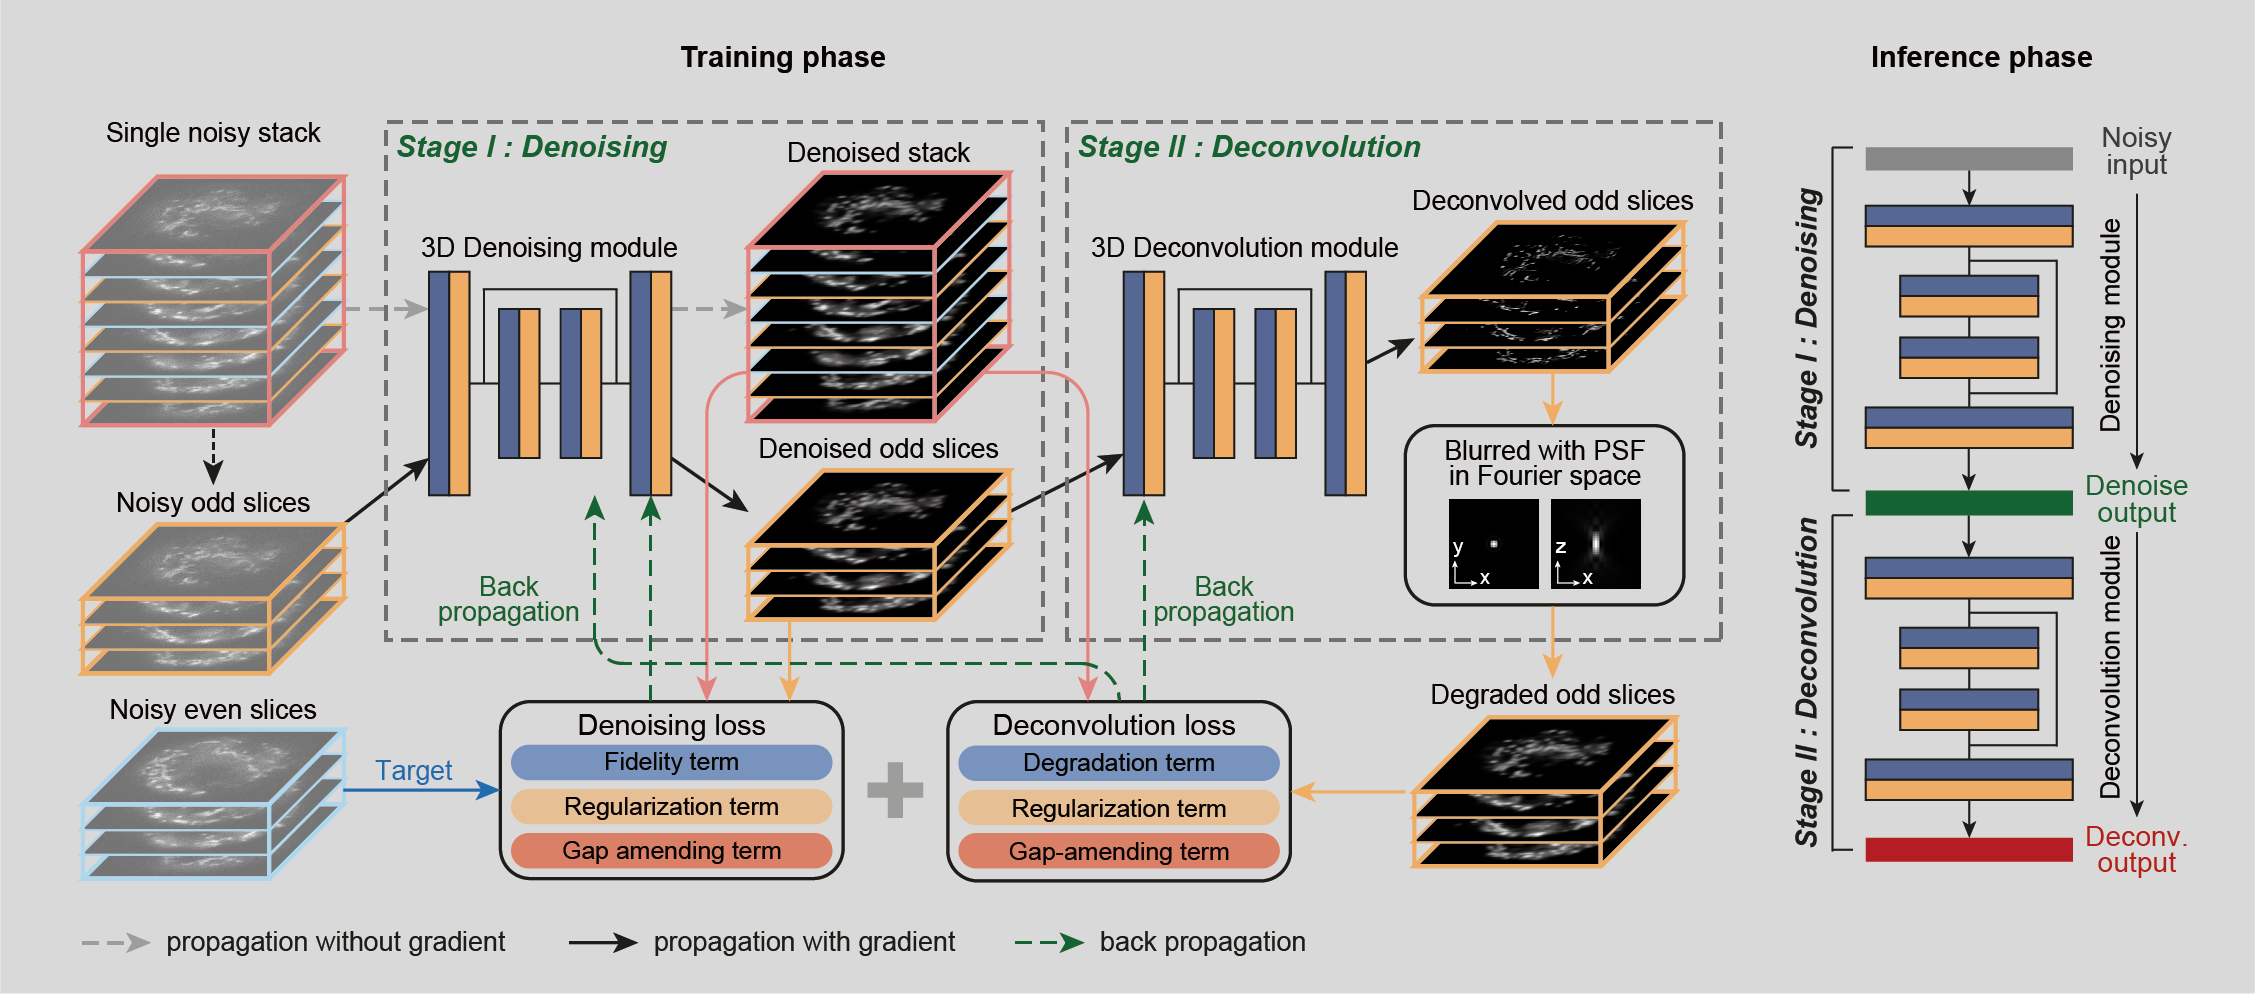 Training phase
Inference phase
Single noisy stack
Stage I : Denoising
Denoised stack
3D Denoising module
Noisy odd slices
Denoised odd slices
Back
propagation
Noisy even slices
Target
Stage II : Deconvolution
3D Deconvolution module
Deconvolved odd slices
Blurred with PSF
in Fourier space
y
x
z
x
Back
propagation
Degraded odd slices
Denoising loss
Fidelity term
Regularization term
Gap amending term
Deconvolution loss
Degradation term
Regularization term
Gap-amending term
propagation without gradient
propagation with gradient
back propagation
Noisy
input
Stage I : Denoising
Denoising module
Denoise
output
Stage II : Deconvolution
Deconvolution module
Deconv.
output